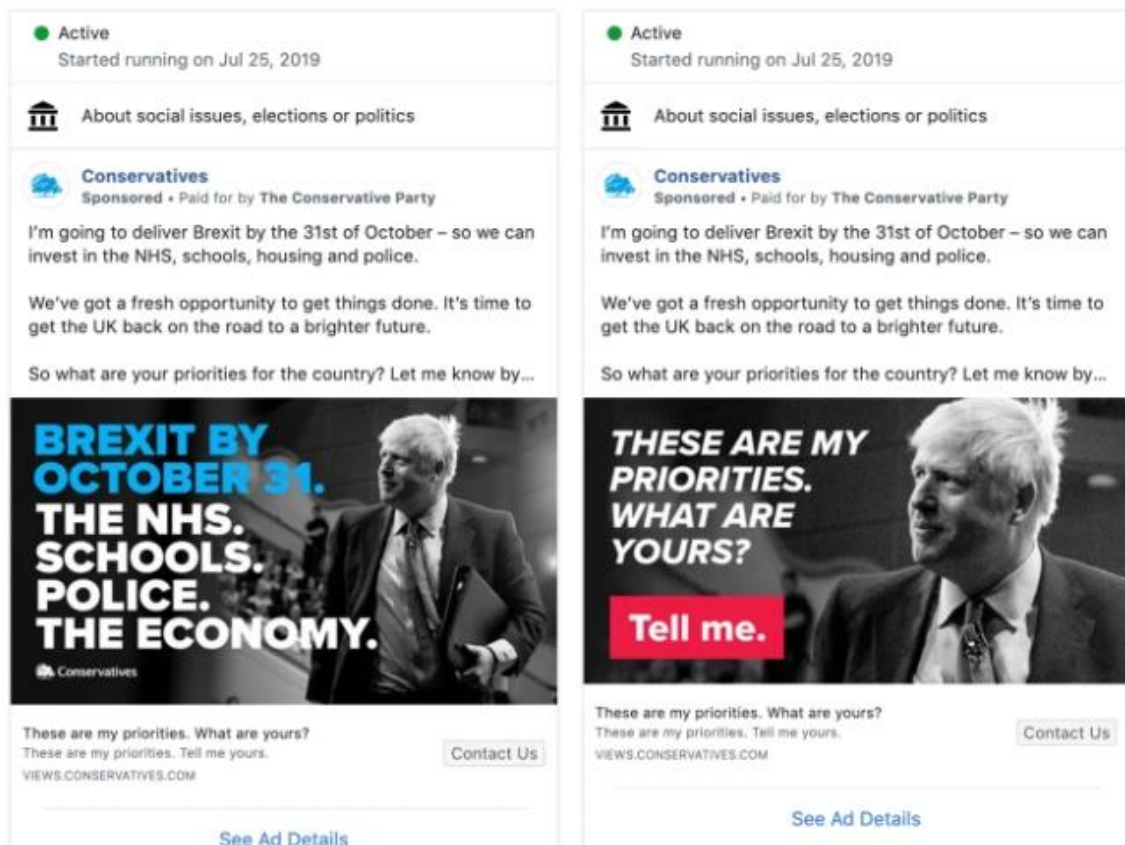 Active
Started running on Jul 25, 2019
About social issues, elections or politics
Conservatives
Sponsored • Paid for by The Conservative Party
I'm going to deliver Brexit by the 31st of October – so we can
invest in the NHS, schools, housing and police.
We've got a fresh opportunity to get things done. It's time to
get the UK back on the road to a brighter future.
So what are your priorities for the country? Let me know by...
BREXIT BY
OCTOBER 31.
THE NHS.
SCHOOLS.
POLICE.
THE ECONOMY.
Conservatives
These are my priorities. What are yours?
These are my priorities. Tell me yours.
VIEWS.CONSERVATIVES.COM
Contact Us
See Ad Details
Active
Started running on Jul 25, 2019
About social issues, elections or politics
Conservatives
Sponsored • Paid for by The Conservative Party
I'm going to deliver Brexit by the 31st of October – so we can
invest in the NHS, schools, housing and police.
We've got a fresh opportunity to get things done. It's time to
get the UK back on the road to a brighter future.
So what are your priorities for the country? Let me know by...
THESE ARE MY
PRIORITIES.
WHAT ARE
YOURS?
Tell me.
These are my priorities. What are yours?
These are my priorities. Tell me yours.
VIEWS.CONSERVATIVES.COM
Contact Us
See Ad Details